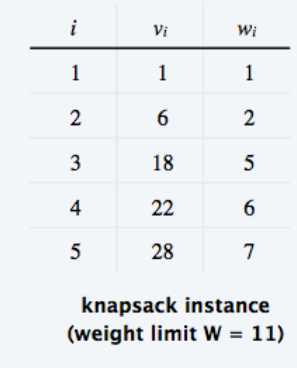 i vi wi
1 1 1
2 6 2
3 18 5
4 22 6
5 28 7
knapsack instance
(weight limit W = 11)